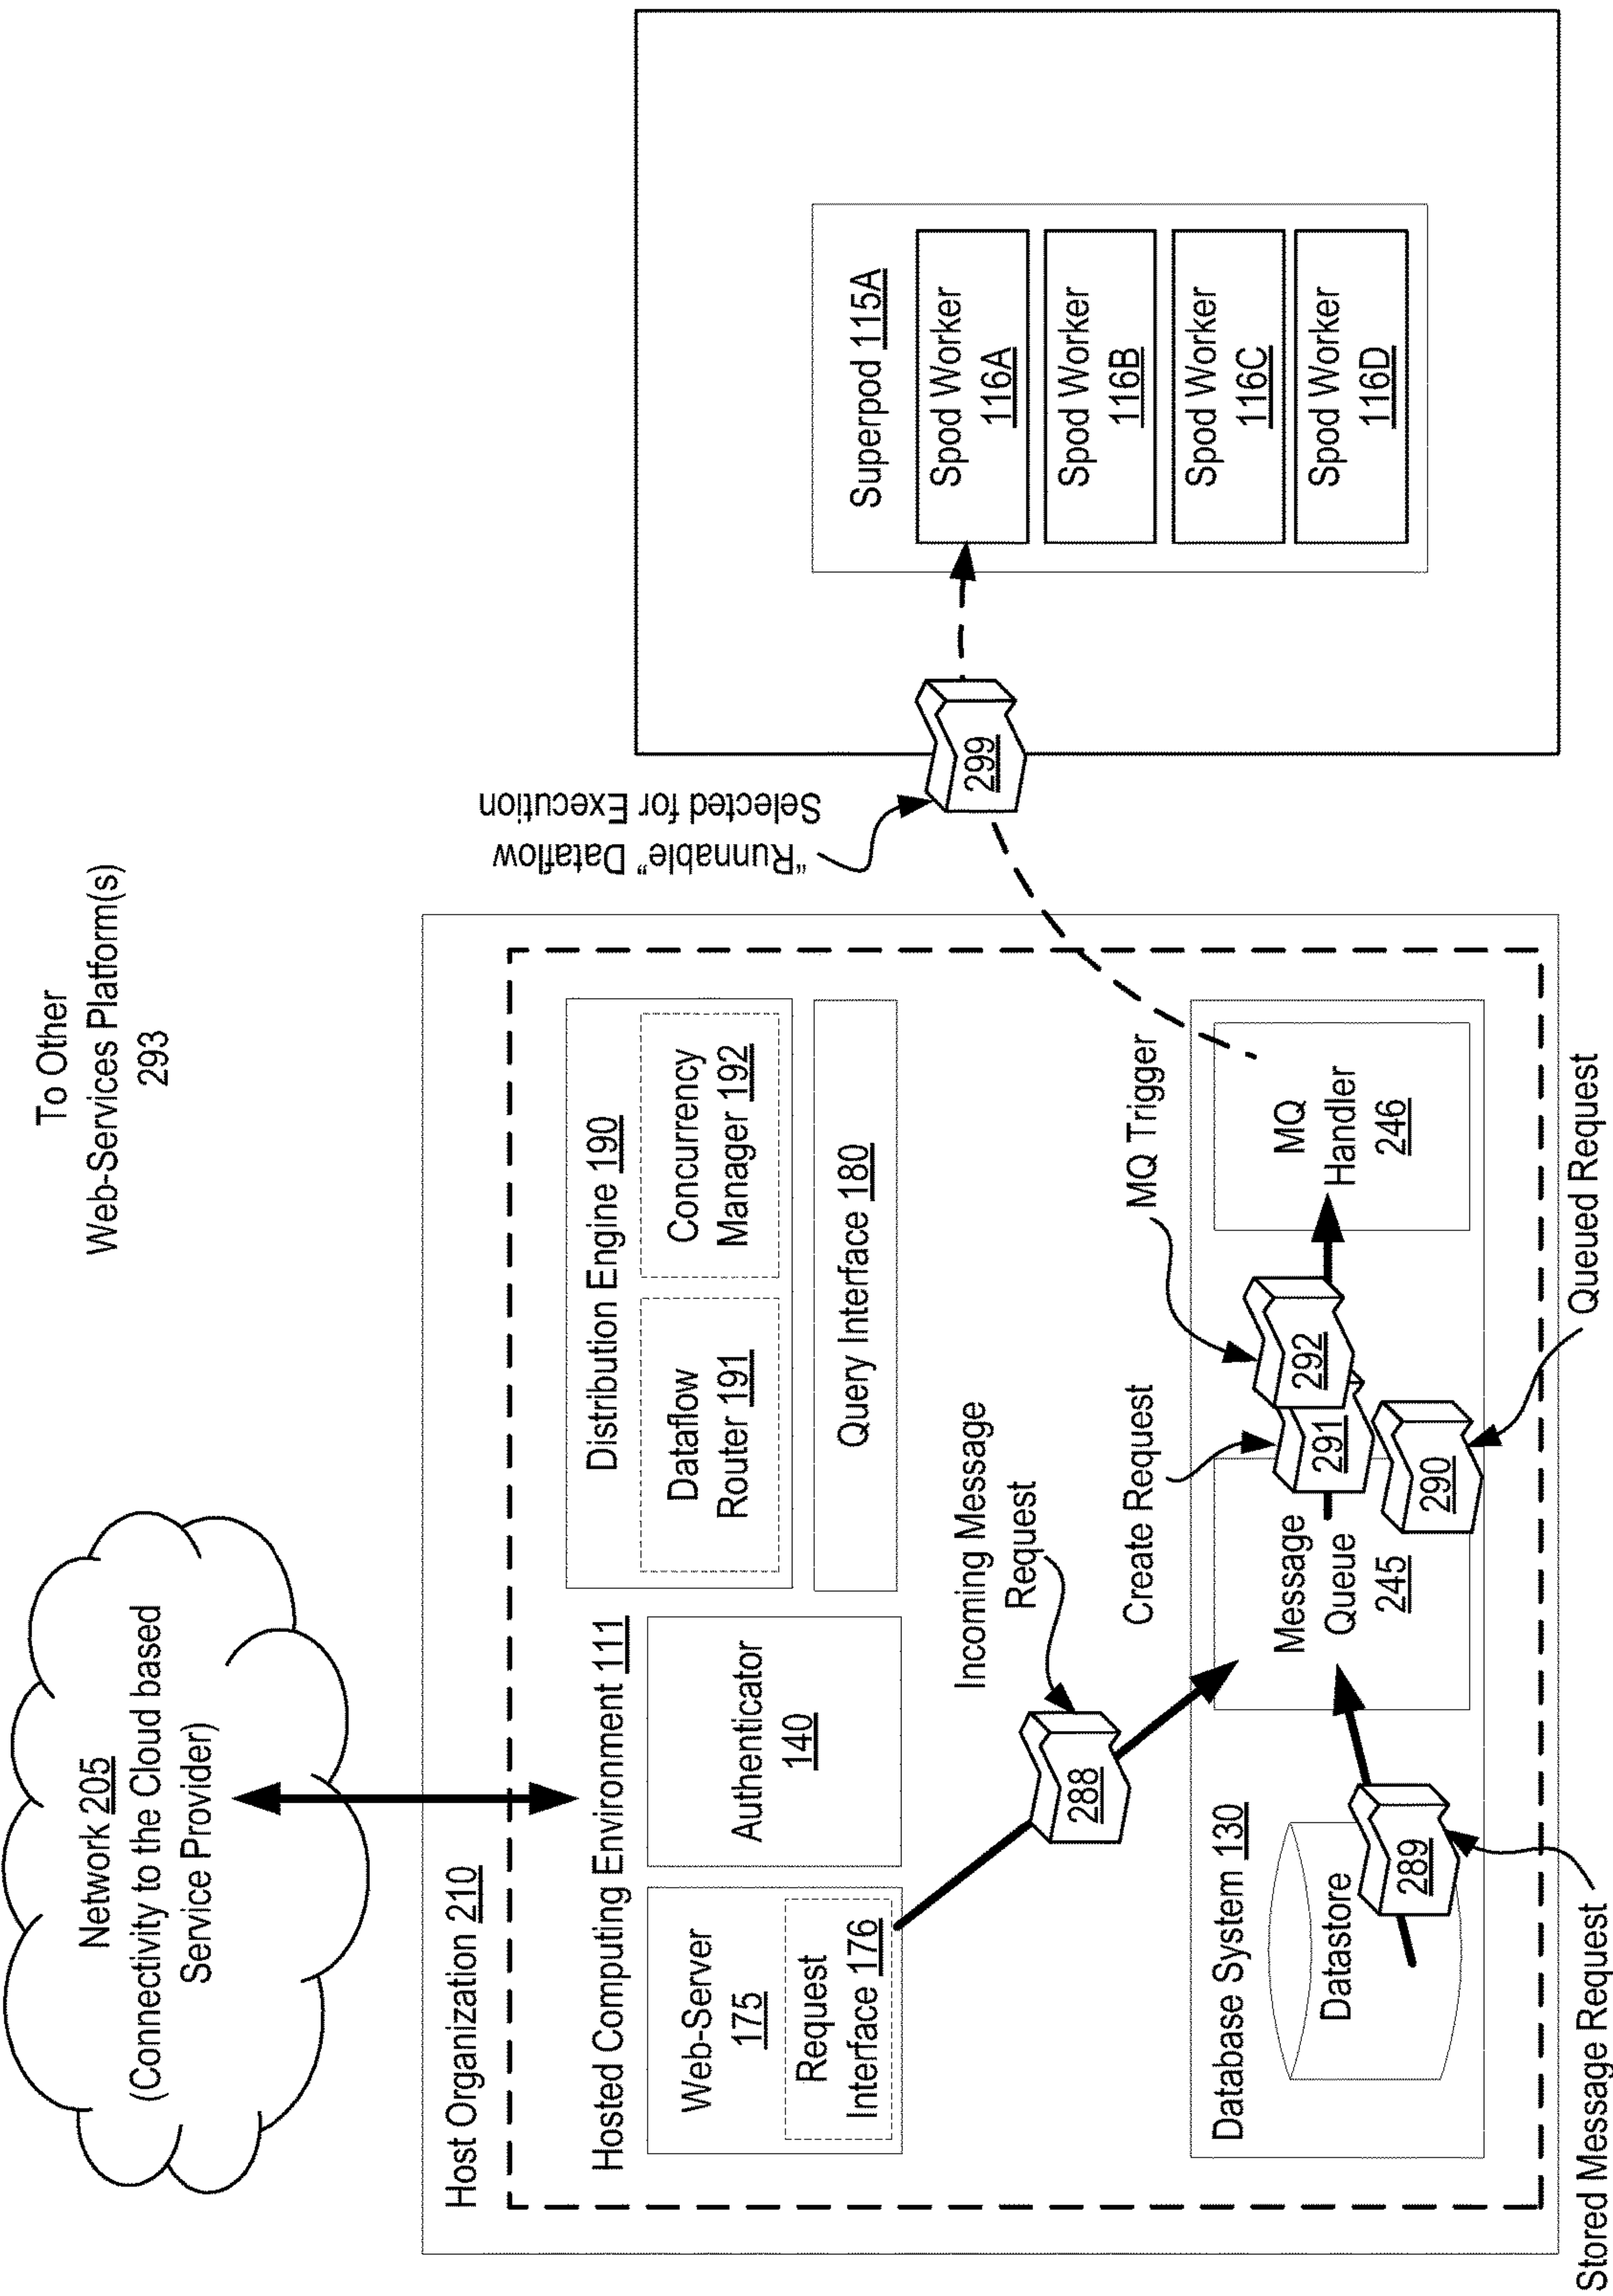 Network 205
(Connectivity to the Cloud based
Service Provider)
To Other
Web-Services Platform(s)
293
Host Organization 210
Hosted Computing Environment 111
Web-Server
175
Request
Interface 176
Authenticator
140
Distribution Engine 190
Dataflow
Router 191
Concurrency
Manager 192
Query Interface 180
Incoming Message
Request
288
Create Request
MQ Trigger
Database System 130
Datastore
289
Message
Queue
245
291
292
290
MQ
Handler
246
Stored Message Request
Queued Request
“Runnable” Dataflow
Selected for Execution
299
Superpod 115A
Spod Worker
116A
Spod Worker
116B
Spod Worker
116C
Spod Worker
116D